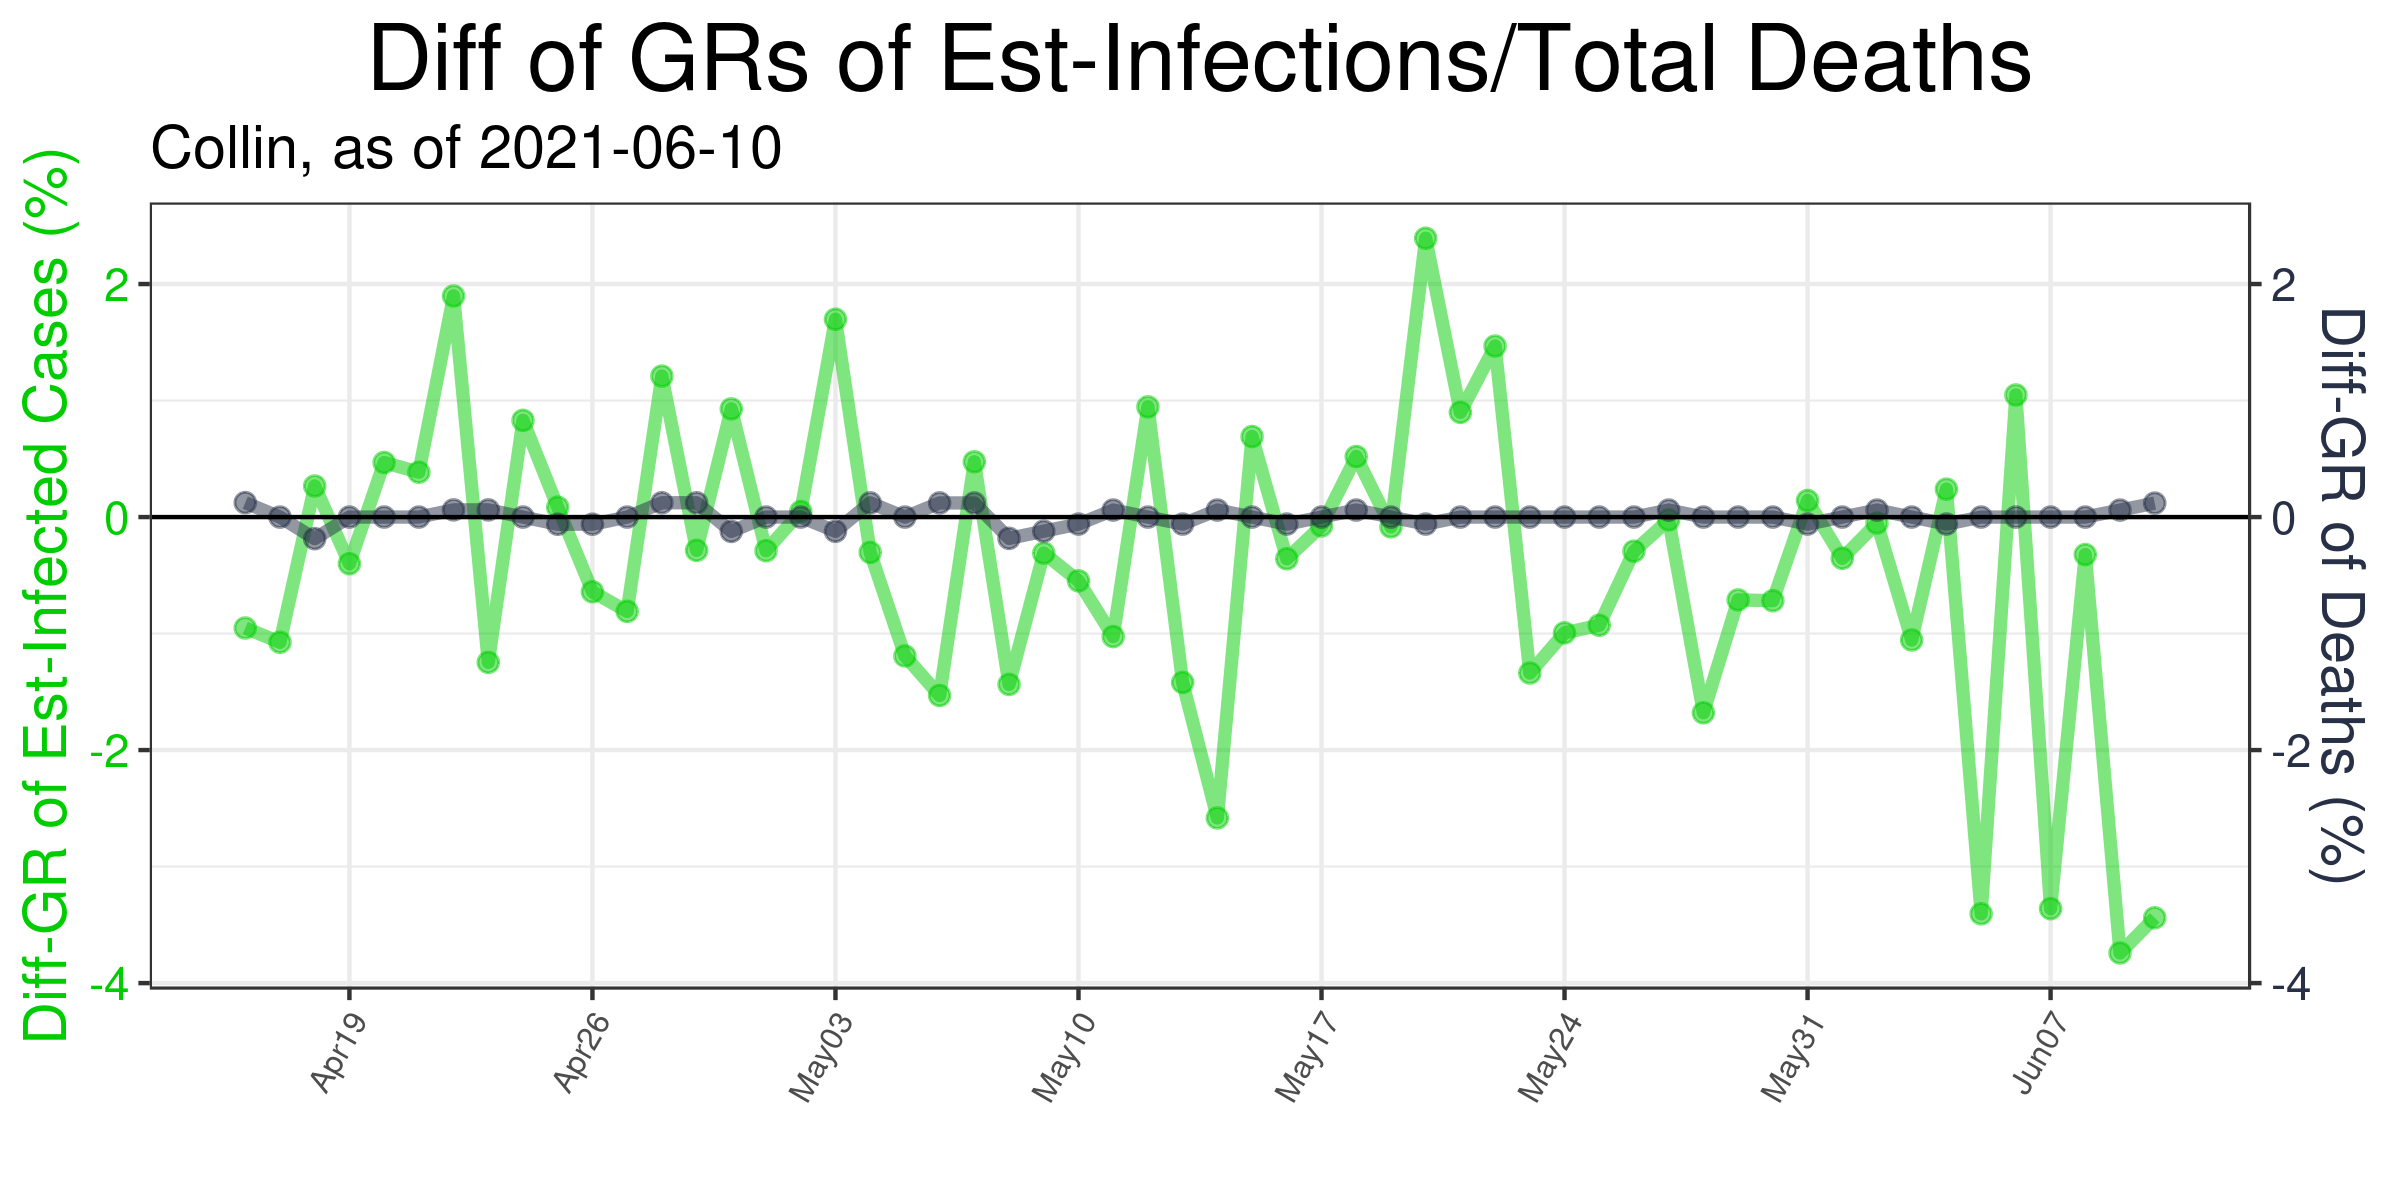 Diff of GRs of Est-Infections/Total Deaths
Collin, as of 2021-06-10
Diff-GR of Est-Infected Cases (%)
2
0
-2
-4
2
0
-2
-4
Diff-GR of Deaths (%)
Apr19
Apr26
May03
May10
May17
May24
May31
Jun07